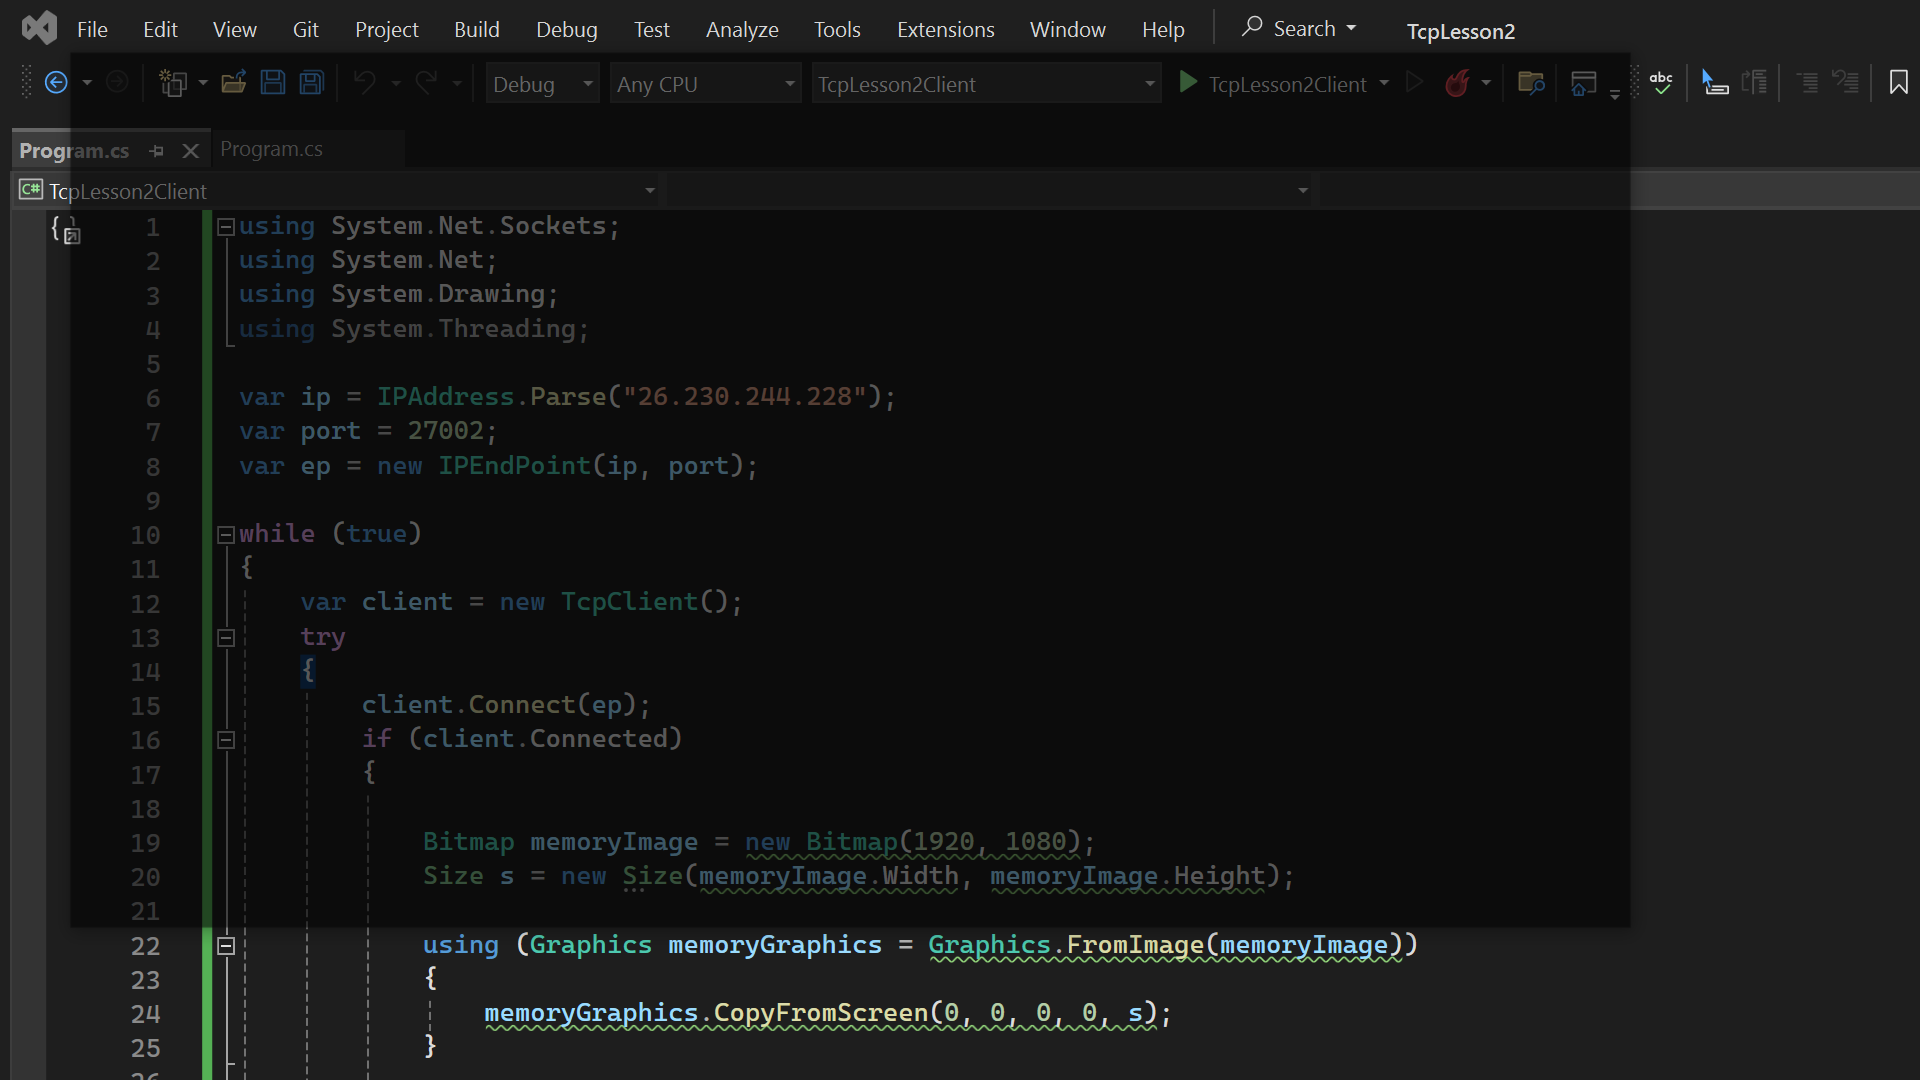 File Edit View Git Project Build Debug Test Analyze Tools Extensions Window Help Search TcpLesson2
Debug Any CPU TcpLesson2Client TcpLesson2Client abc
Program.cs Program.cs
C# TcpLesson2Client
1 using System.Net.Sockets;
2 using System.Net;
3 using System.Drawing;
4 using System.Threading;
5
6 var ip = IPAddress.Parse("26.230.244.228");
7 var port = 27002;
8 var ep = new IPEndPoint(ip, port);
9
10 while (true)
11 {
12 var client = new TcpClient();
13 try
14 {
15 client.Connect(ep);
16 if (client.Connected)
17 {
18
19 Bitmap memoryImage = new Bitmap(1920, 1080);
20 Size s = new Size(memoryImage.Width, memoryImage.Height);
21
22 using (Graphics memoryGraphics = Graphics.FromImage(memoryImage))
23 {
24 memoryGraphics.CopyFromScreen(0, 0, 0, 0, s);
25 }
26